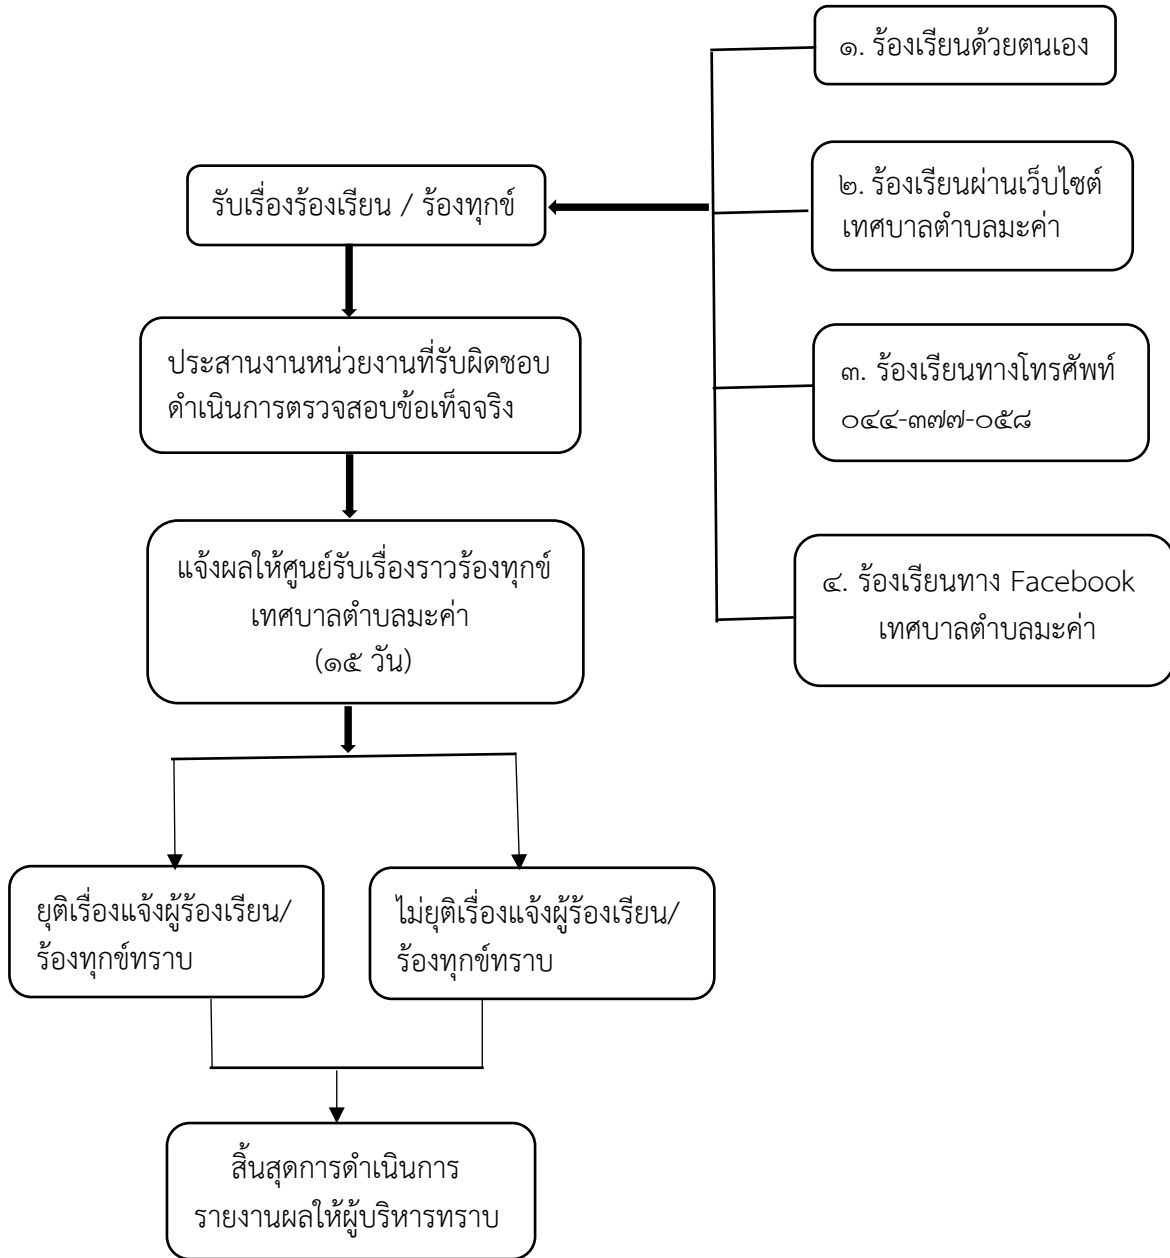 ๑. ร้องเรียนด้วยตนเอง
๒. ร้องเรียนผ่านเว็บไซต์
เทศบาลตำบลมะค่า
๓. ร้องเรียนทางโทรศัพท์
๐๔๔-๓๗๗-๐๕๘
๔. ร้องเรียนทาง Facebook
เทศบาลตำบลมะค่า
รับเรื่องร้องเรียน / ร้องทุกข์
ประสานงานหน่วยงานที่รับผิดชอบ
ดำเนินการตรวจสอบข้อเท็จจริง
แจ้งผลให้ศูนย์รับเรื่องราวร้องทุกข์
เทศบาลตำบลมะค่า
(๑๕ วัน)
ยุติเรื่องแจ้งผู้ร้องเรียน/
ร้องทุกข์ทราบ
ไม่ยุติเรื่องแจ้งผู้ร้องเรียน/
ร้องทุกข์ทราบ
สิ้นสุดการดำเนินการ
รายงานผลให้ผู้บริหารทราบ